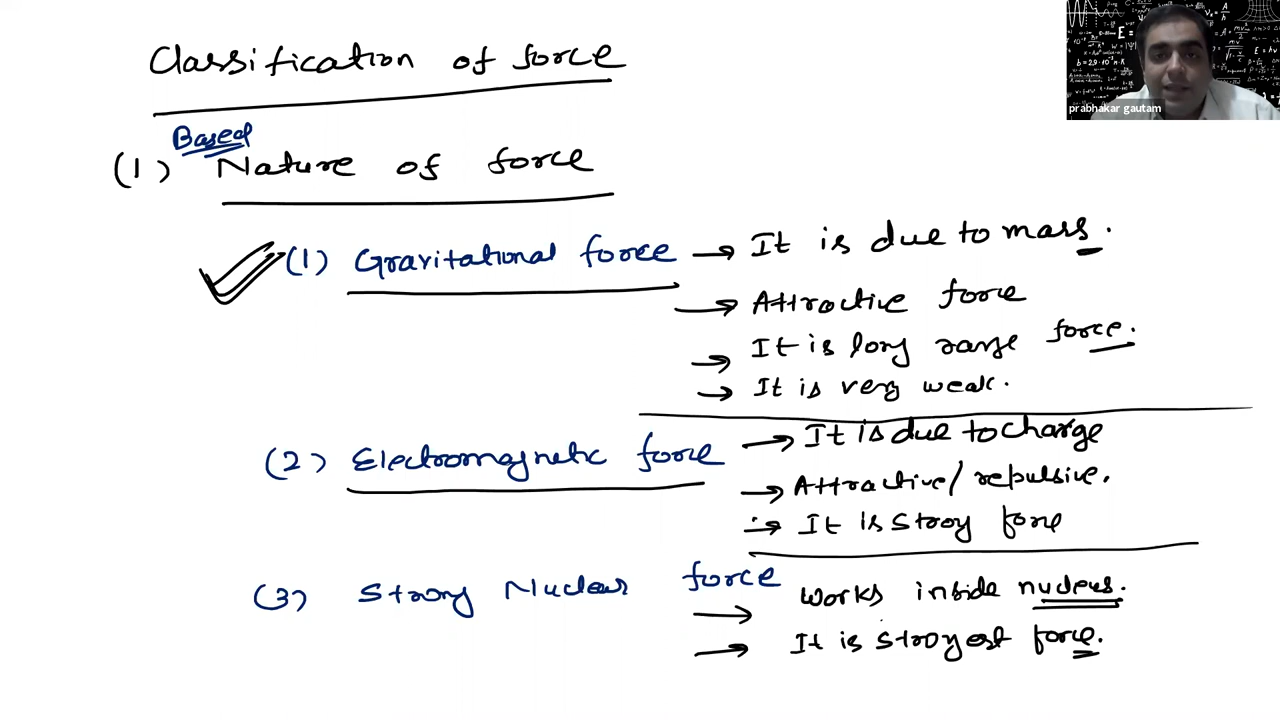 Classification of force
Based
(1) Nature of force
(1) Gravitational force → It is due to mass.
→ Attractive force
→ It is long range force.
→ It is very weak.
(2) Electromagnetic force → It is due to charge
→ Attractive/repulsive.
→ It is strong force
(3) Strong Nuclear force
→ works inside nucleus.
→ It is strongest force.
prabhakar gautam